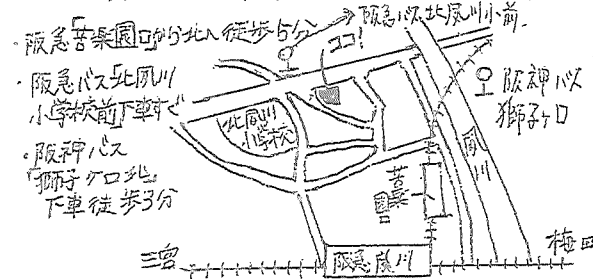 ・阪急「苦楽園口」から北へ徒歩5分
・阪急バス「北夙川
小学校前」下車すぐ
・阪神バス
「獅子ケ口北」
下車徒歩3分
阪急バス北夙川小前
ココ!
阪神バス
獅子ケ口
北夙川
小学校
夙川
苦楽
園口
三宮
阪急夙川
梅田